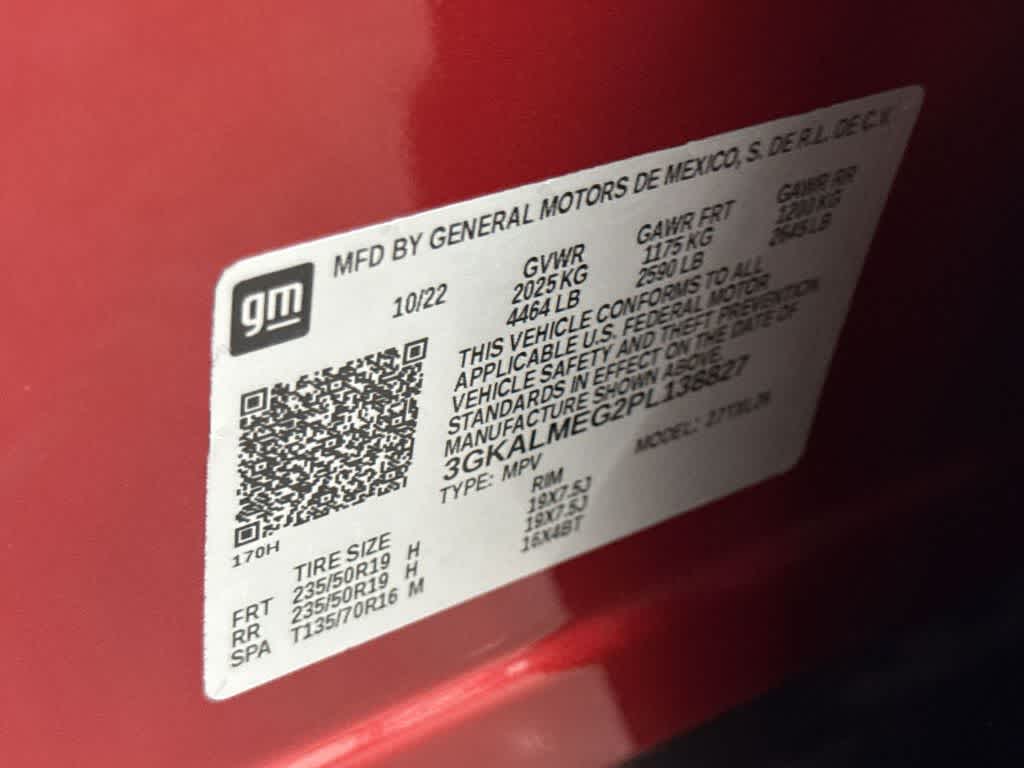 MFD BY GENERAL MOTORS DE MEXICO, S. DE R.L. DE C.V.
gm
10/22
GVWR GAWR FRT GAWR RR
2025 KG 1175 KG 1200 KG
4464 LB 2590 LB 2645 LB
THIS VEHICLE CONFORMS TO ALL
APPLICABLE U.S. FEDERAL MOTOR
VEHICLE SAFETY AND THEFT PREVENTION
STANDARDS IN EFFECT ON THE DATE OF
MANUFACTURE SHOWN ABOVE.
3GKALMEG2PL138827
TYPE: MPV MODEL:
170H
TIRE SIZE RIM
FRT 235/50R19 H 19X7.5J
RR 235/50R19 H 19X7.5J
SPA T135/70R16 M 16X4BT